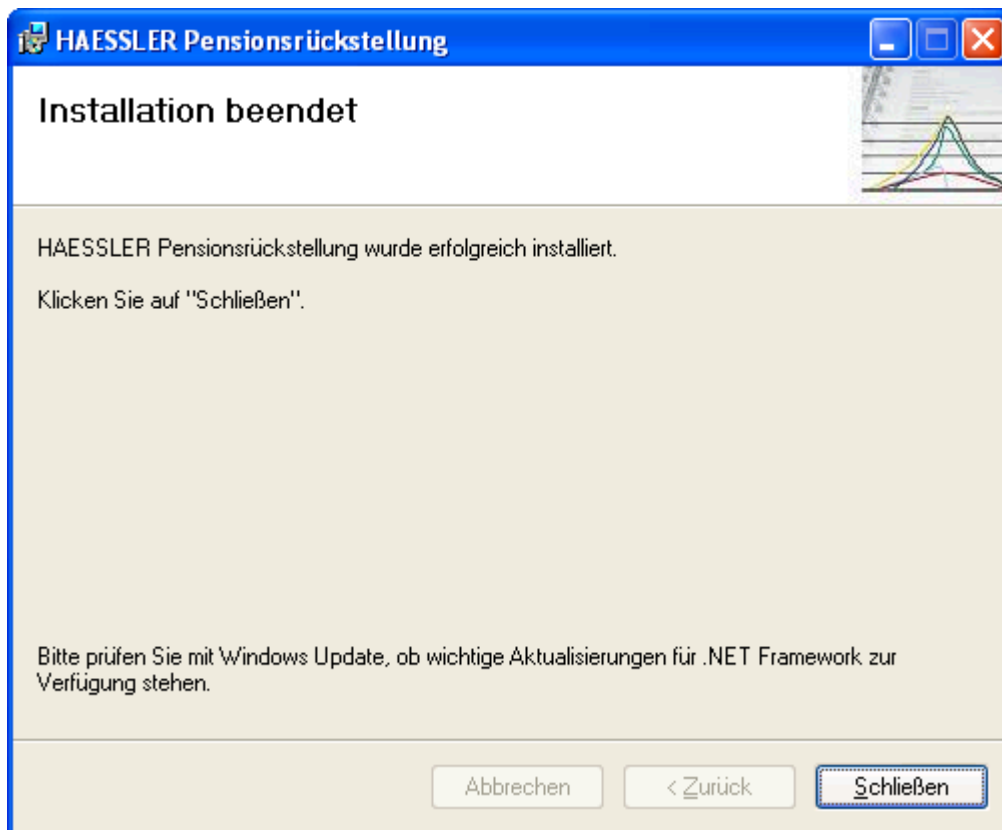 HAESSLER Pensionsrückstellung
Installation beendet
HAESSLER Pensionsrückstellung wurde erfolgreich installiert.
Klicken Sie auf "Schließen".
Bitte prüfen Sie mit Windows Update, ob wichtige Aktualisierungen für .NET Framework zur
Verfügung stehen.
Abbrechen
< Zurück
Schließen